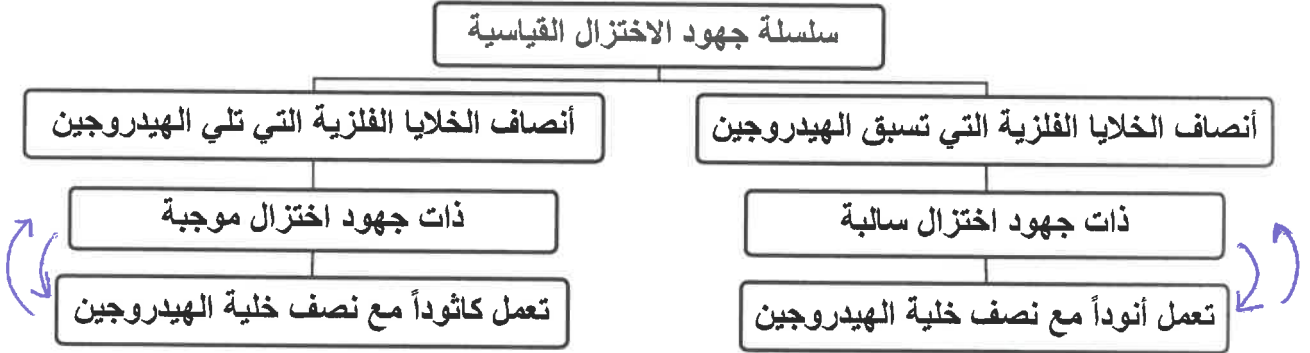 سلسلة جهود الاختزال القياسية
أنصاف الخلايا الفلزية التي تسبق الهيدروجين
أنصاف الخلايا الفلزية التي تلي الهيدروجين
ذات جهود اختزال سالبة
ذات جهود اختزال موجبة
تعمل أنوداً مع نصف خلية الهيدروجين
تعمل كاثوداً مع نصف خلية الهيدروجين